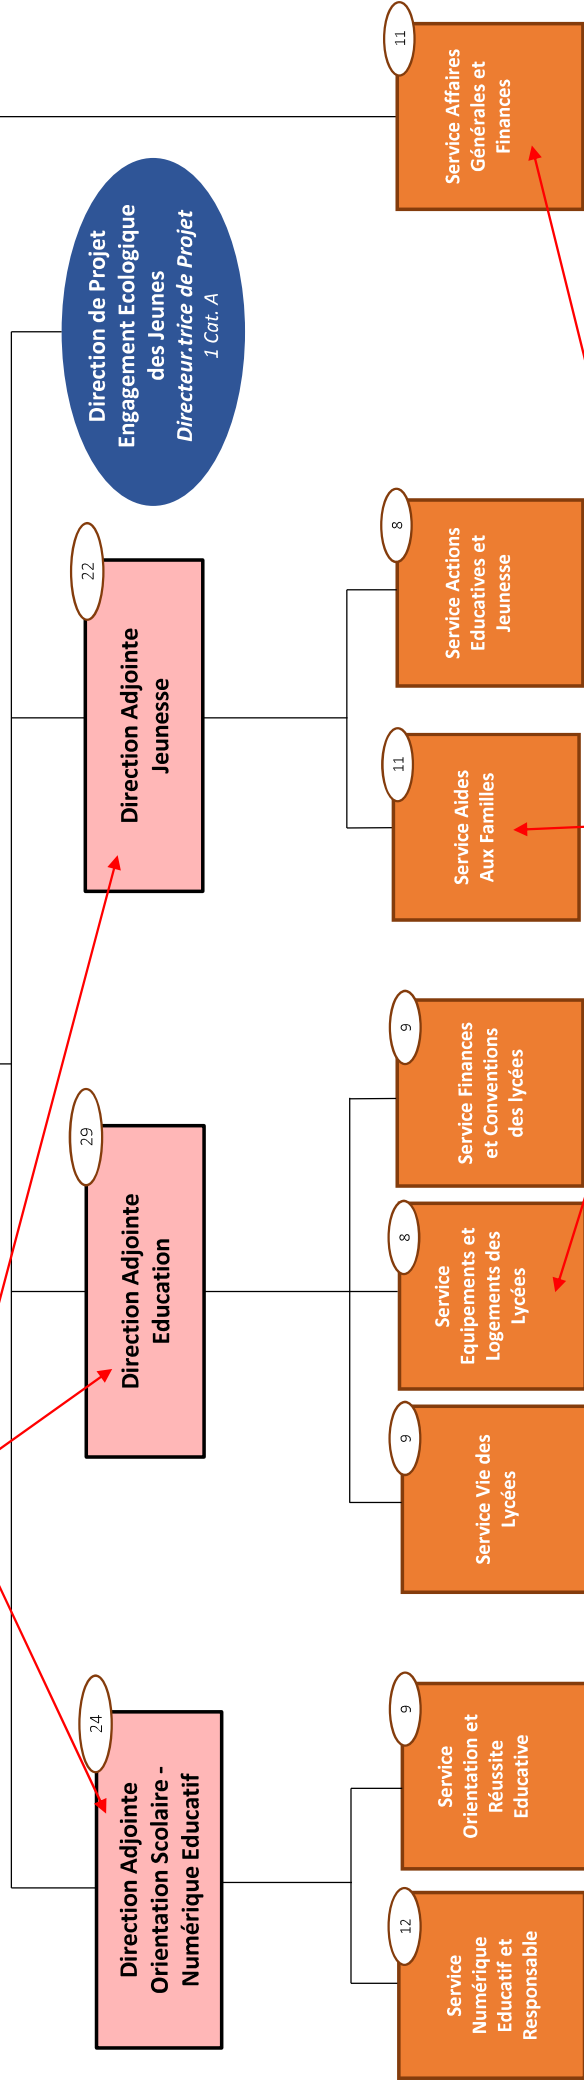 24
Direction Adjointe
Orientation Scolaire -
Numérique Educatif
29
Direction Adjointe
Education
22
Direction Adjointe
Jeunesse
Direction de Projet
Engagement Ecologique
des Jeunes
Directeur.trice de Projet
1 Cat. A
12
Service
Numérique
Educatif et
Responsable
9
Service
Orientation et
Réussite
Educative
9
Service Vie des
Lycées
8
Service
Equipements et
Logements des
Lycées
9
Service Finances
et Conventions
des lycées
11
Service Aides
Aux Familles
8
Service Actions
Educatives et
Jeunesse
11
Service Affaires
Générales et
Finances